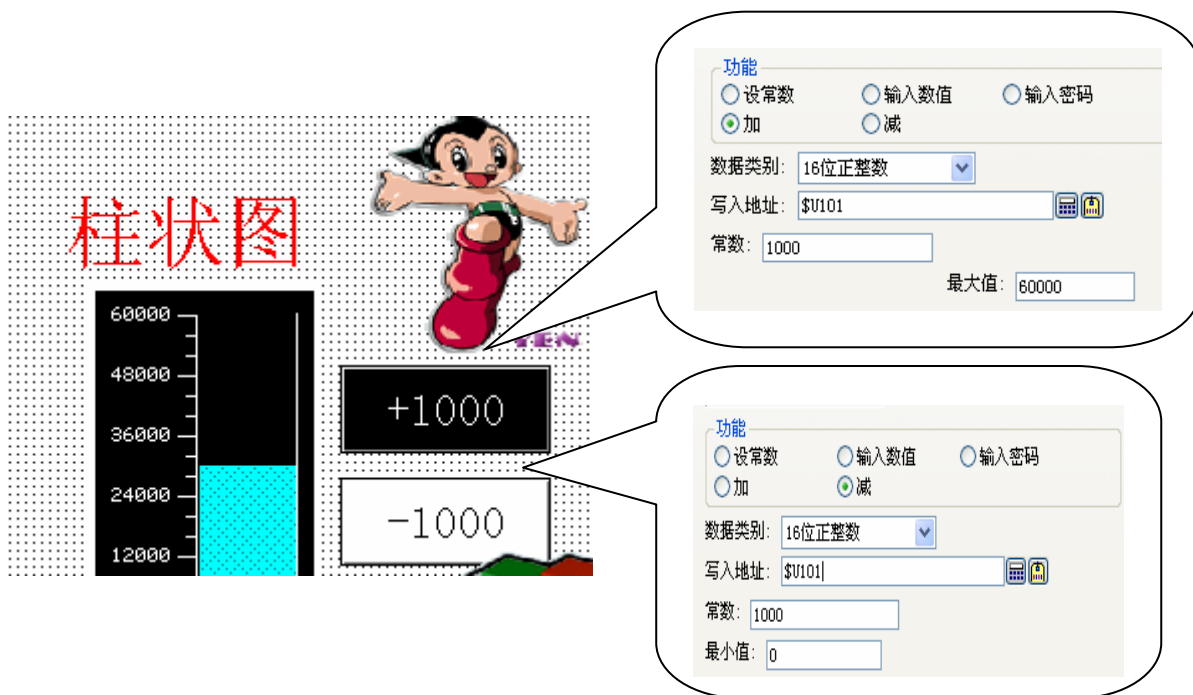 柱状图
60000
48000
36000
24000
12000
YEN
+1000
-1000
功能
设常数 输入数值 输入密码
加 减
数据类别: 16位正整数
写入地址: $U101
常数: 1000
最大值: 60000
功能
设常数 输入数值 输入密码
加 减
数据类别: 16位正整数
写入地址: $U101
常数: 1000
最小值: 0